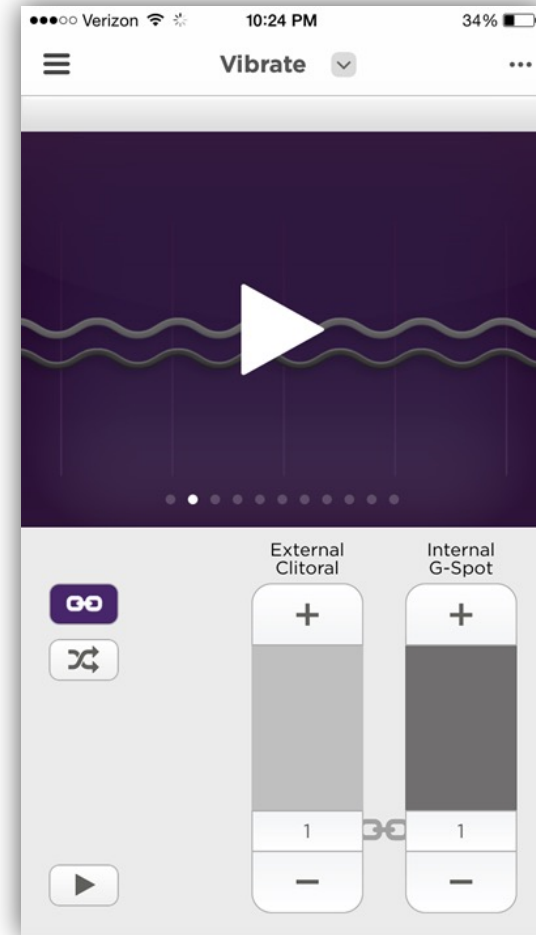 Verizon 10:24 PM 34%
Vibrate
External Internal
Clitoral G-Spot
1 1